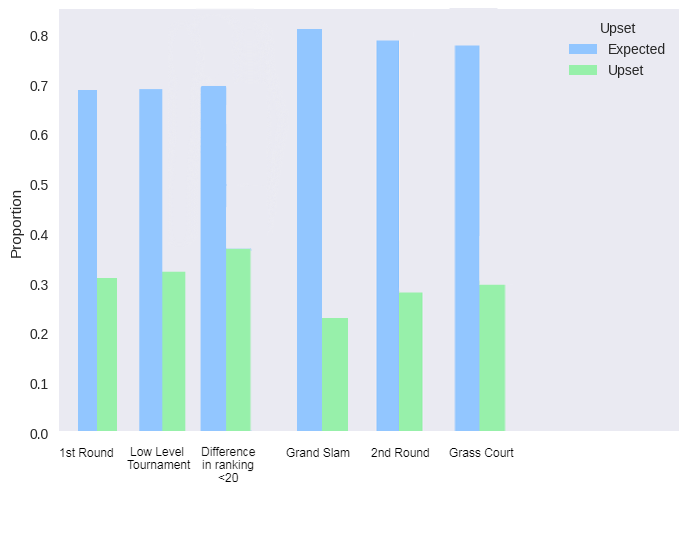 Upset
Expected
Upset
Proportion
0.8
0.7
0.6
0.5
0.4
0.3
0.2
0.1
0.0
1st Round
Low Level
Tournament
Difference
in ranking
<20
Grand Slam
2nd Round
Grass Court